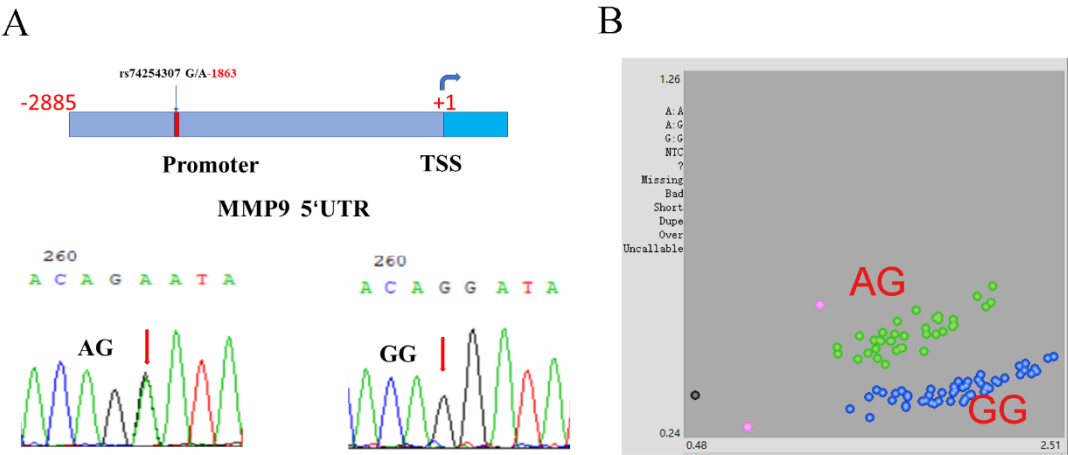 A
rs74254307 G/A-1863
-2885
+1
Promoter
TSS
MMP9 5‘UTR
260
A C A G A A T A
AG
260
A C A G G A T A
GG
B
1.26
A:A
A:G
G:G
NTC
?
Missing
Bad
Short
Dupe
Over
Uncallable
AG
GG
0.24
0.48
2.51